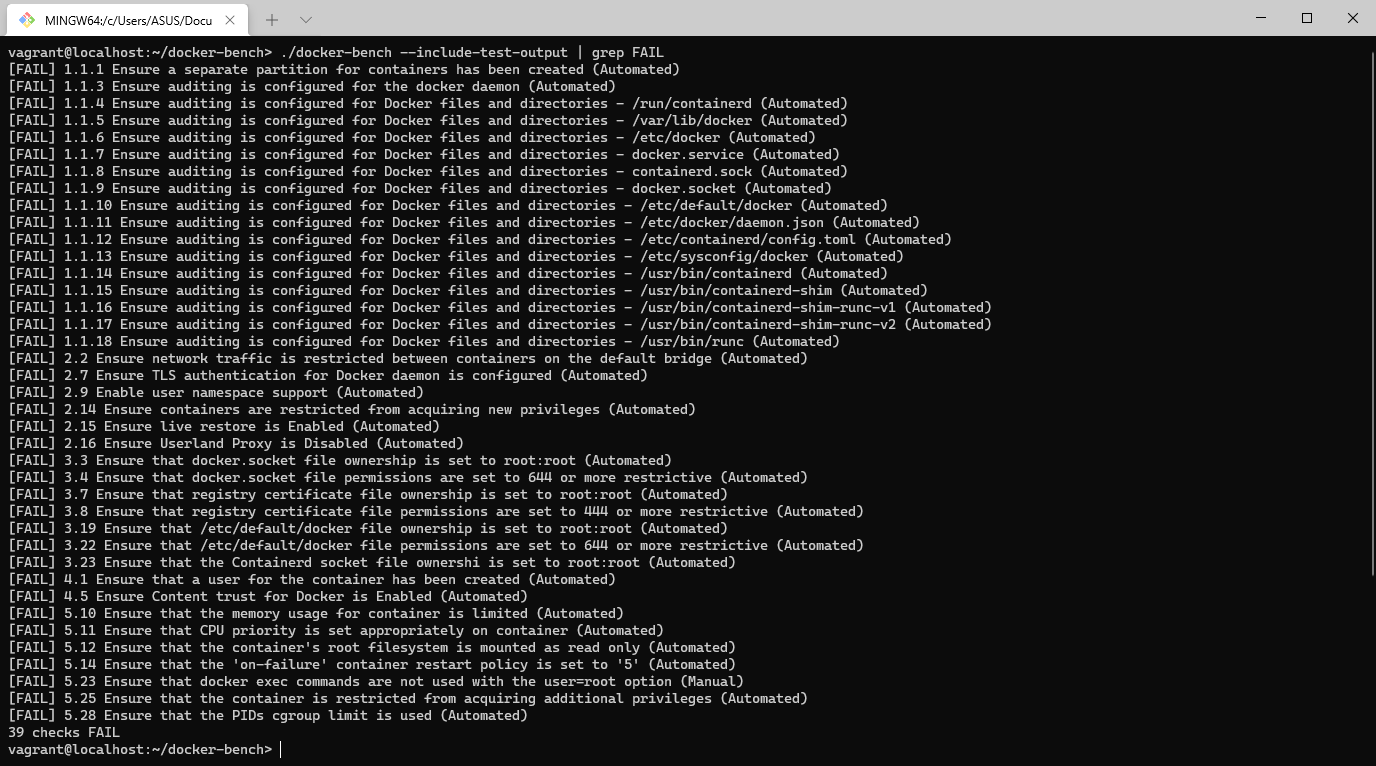 MINGW64:/c/Users/ASUS/Docu
vagrant@localhost:~/docker-bench> ./docker-bench --include-test-output | grep FAIL
[FAIL] 1.1.1 Ensure a separate partition for containers has been created (Automated)
[FAIL] 1.1.3 Ensure auditing is configured for the docker daemon (Automated)
[FAIL] 1.1.4 Ensure auditing is configured for Docker files and directories - /run/containerd (Automated)
[FAIL] 1.1.5 Ensure auditing is configured for Docker files and directories - /var/lib/docker (Automated)
[FAIL] 1.1.6 Ensure auditing is configured for Docker files and directories - /etc/docker (Automated)
[FAIL] 1.1.7 Ensure auditing is configured for Docker files and directories - docker.service (Automated)
[FAIL] 1.1.8 Ensure auditing is configured for Docker files and directories - containerd.sock (Automated)
[FAIL] 1.1.9 Ensure auditing is configured for Docker files and directories - docker.socket (Automated)
[FAIL] 1.1.10 Ensure auditing is configured for Docker files and directories - /etc/default/docker (Automated)
[FAIL] 1.1.11 Ensure auditing is configured for Docker files and directories - /etc/docker/daemon.json (Automated)
[FAIL] 1.1.12 Ensure auditing is configured for Docker files and directories - /etc/containerd/config.toml (Automated)
[FAIL] 1.1.13 Ensure auditing is configured for Docker files and directories - /etc/sysconfig/docker (Automated)
[FAIL] 1.1.14 Ensure auditing is configured for Docker files and directories - /usr/bin/containerd (Automated)
[FAIL] 1.1.15 Ensure auditing is configured for Docker files and directories - /usr/bin/containerd-shim (Automated)
[FAIL] 1.1.16 Ensure auditing is configured for Docker files and directories - /usr/bin/containerd-shim-runc-v1 (Automated)
[FAIL] 1.1.17 Ensure auditing is configured for Docker files and directories - /usr/bin/containerd-shim-runc-v2 (Automated)
[FAIL] 1.1.18 Ensure auditing is configured for Docker files and directories - /usr/bin/runc (Automated)
[FAIL] 2.2 Ensure network traffic is restricted between containers on the default bridge (Automated)
[FAIL] 2.7 Ensure TLS authentication for Docker daemon is configured (Automated)
[FAIL] 2.9 Enable user namespace support (Automated)
[FAIL] 2.14 Ensure containers are restricted from acquiring new privileges (Automated)
[FAIL] 2.15 Ensure live restore is Enabled (Automated)
[FAIL] 2.16 Ensure Userland Proxy is Disabled (Automated)
[FAIL] 3.3 Ensure that docker.socket file ownership is set to root:root (Automated)
[FAIL] 3.4 Ensure that docker.socket file permissions are set to 644 or more restrictive (Automated)
[FAIL] 3.7 Ensure that registry certificate file ownership is set to root:root (Automated)
[FAIL] 3.8 Ensure that registry certificate file permissions are set to 444 or more restrictive (Automated)
[FAIL] 3.19 Ensure that /etc/default/docker file ownership is set to root:root (Automated)
[FAIL] 3.22 Ensure that /etc/default/docker file permissions are set to 644 or more restrictive (Automated)
[FAIL] 3.23 Ensure that the Containerd socket file ownershi is set to root:root (Automated)
[FAIL] 4.1 Ensure that a user for the container has been created (Automated)
[FAIL] 4.5 Ensure Content trust for Docker is Enabled (Automated)
[FAIL] 5.10 Ensure that the memory usage for container is limited (Automated)
[FAIL] 5.11 Ensure that CPU priority is set appropriately on container (Automated)
[FAIL] 5.12 Ensure that the container's root filesystem is mounted as read only (Automated)
[FAIL] 5.14 Ensure that the 'on-failure' container restart policy is set to '5' (Automated)
[FAIL] 5.23 Ensure that docker exec commands are not used with the user=root option (Manual)
[FAIL] 5.25 Ensure that the container is restricted from acquiring additional privileges (Automated)
[FAIL] 5.28 Ensure that the PIDs cgroup limit is used (Automated)
39 checks FAIL
vagrant@localhost:~/docker-bench>